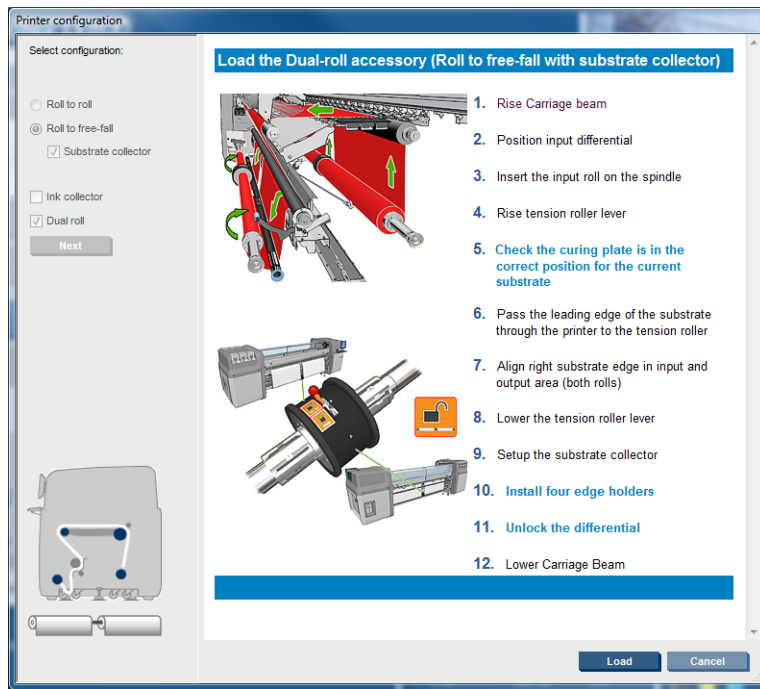 Printer configuration
Select configuration:
Roll to roll
Roll to free-fall
Substrate collector
Ink collector
Dual roll
Next
Load the Dual-roll accessory (Roll to free-fall with substrate collector)
1. Rise Carriage beam
2. Position input differential
3. Insert the input roll on the spindle
4. Rise tension roller lever
5. Check the curing plate is in the
correct position for the current
substrate
6. Pass the leading edge of the substrate
through the printer to the tension roller
7. Align right substrate edge in input and
output area (both rolls)
8. Lower the tension roller lever
9. Setup the substrate collector
10. Install four edge holders
11. Unlock the differential
12. Lower Carriage Beam
Load
Cancel